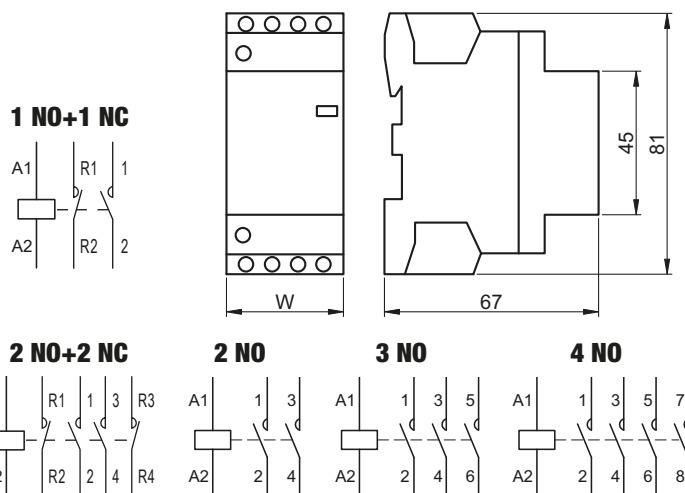 1 NO+1 NC
A1 R1 1
A2 R2 2
45
81
W
67
2 NO+2 NC
R1 1 3 R3
R2 2 4 R4
2 NO
A1 1 3
A2 2 4
3 NO
A1 1 3 5
A2 2 4 6
4 NO
A1 1 3 5 7
A2 2 4 6 8